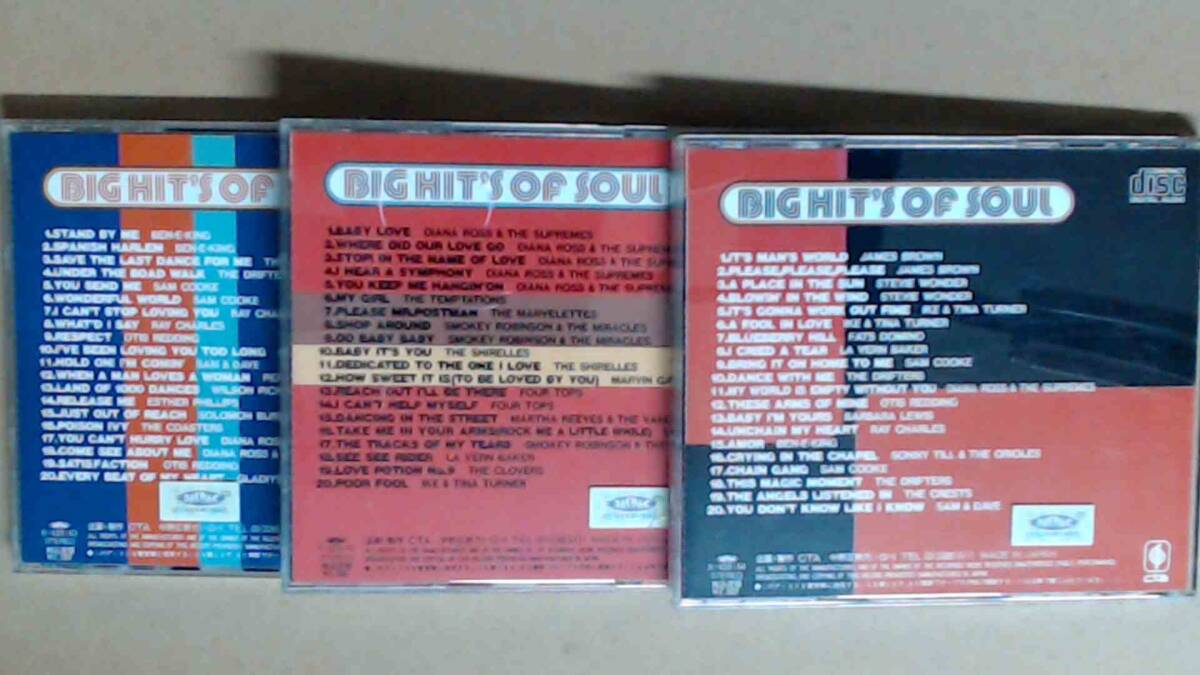 BIG HIT'S OF
1.STAND BY ME BEN·E·KING
2.SPANISH HARLEM BEN·E·KING
3.SAVE THE LAST DANCE FOR ME
4.UNDER THE BOAD WALK THE DRIFTE
5.YOU SEND ME SAM COOKE
6.WONDERFUL WORLD SAM COOKE
7.I CAN'T STOP LOVING YOU RAY CHA
8.WHAT'D I SAY RAY CHARLES
9.RESPECT OTIS REDDING
10.I'VE BEEN LOVING YOU TOO LONG
11.HOLD ON I'M COMIN' SAM & DAVE
12.WHEN A MAN LOVES A WOMAN
13.LAND OF 1000 DANCES WILSON PIC
14.RELEASE ME ESTHER PHILLIPS
15.JUST OUT OF REACH SOLOMON BUR
16.POISON IVY THE COASTERS
17.YOU CAN'T HURRY LOVE DIANA ROS
18.COME SEE ABOUT ME DIANA ROSS &
19.SATISFACTION OTIS REDDING
20.EVERY BEAT OF MY HEART GLADYS
BIG HIT'S OF SOUL
1.BABY LOVE DIANA ROSS & THE SUPREMES
2.WHERE DID OUR LOVE GO DIANA ROSS & THE SUPREME
3.STOP! IN THE NAME OF LOVE DIANA ROSS & THE SUP
4.I HEAR A SYMPHONY DIANA ROSS & THE SUPREMES
5.YOU KEEP ME HANGIN'ON DIANA ROSS & THE SUPREM
6.MY GIRL THE TEMPTATIONS
7.PLEASE MR.POSTMAN THE MARVELETTES
8.SHOP AROUND SMOKEY ROBINSON & THE MIRACLES
9.OO BABY BABY SMOKEY ROBINSON & THE MIRACLES
10.BABY IT'S YOU THE SHIRELLES
11.DEDICATED TO THE ONE I LOVE THE SHIRELLES
12.HOW SWEET IT IS(TO BE LOVED BY YOU) MARVIN GA
13.REACH OUT I'LL BE THERE FOUR TOPS
14.I CAN'T HELP MYSELF FOUR TOPS
15.DANCING IN THE STREET MARTHA REEVES & THE VANE
16.TAKE ME IN YOUR ARMS(ROCK ME A LITTLE WHILE)
17.THE TRACKS OF MY TEARS SMOKEY ROBINSON & THE
18.SEE SEE RIDER LA VERN BAKER
19.LOVE POTION No.9 THE CLOVERS
20.POOR FOOL IKE & TINA TURNER
BIG HIT'S OF SOUL
disc
DIGITAL AUDIO
1.IT'S MAN'S WORLD JAMES BROWN
2.PLEASE,PLEASE,PLEASE JAMES BROWN
3.A PLACE IN THE SUN STEVIE WONDER
4.BLOWIN' IN THE WIND STEVIE WONDER
5.IT'S GONNA WORK OUT FINE IKE & TINA TURNER
6.A FOOL IN LOVE IKE & TINA TURNER
7.BLUEBERRY HILL FATS DOMINO
8.I CRIED A TEAR LA VERN BAKER
9.BRING IT ON HOME TO ME SAM COOKE
10.DANCE WITH ME THE DRIFTERS
11.MY WORLD IS EMPTY WITHOUT YOU DIANA ROSS & THE SUPREMES
12.THESE ARMS OF MINE OTIS REDDING
13.BABY I'M YOURS BARBARA LEWIS
14.UNCHAIN MY HEART RAY CHARLES
15.AMOR BEN·E·KING
16.CRYING IN THE CHAPEL SONNY TILL & THE ORIOLES
17.CHAIN GANG SAM COOKE
18.THIS MAGIC MOMENT THE DRIFTERS
19.THE ANGELS LISTENED IN THE CRESTS
20.YOU DON'T KNOW LIKE I KNOW SAM & DAVE
MADE IN JAPAN